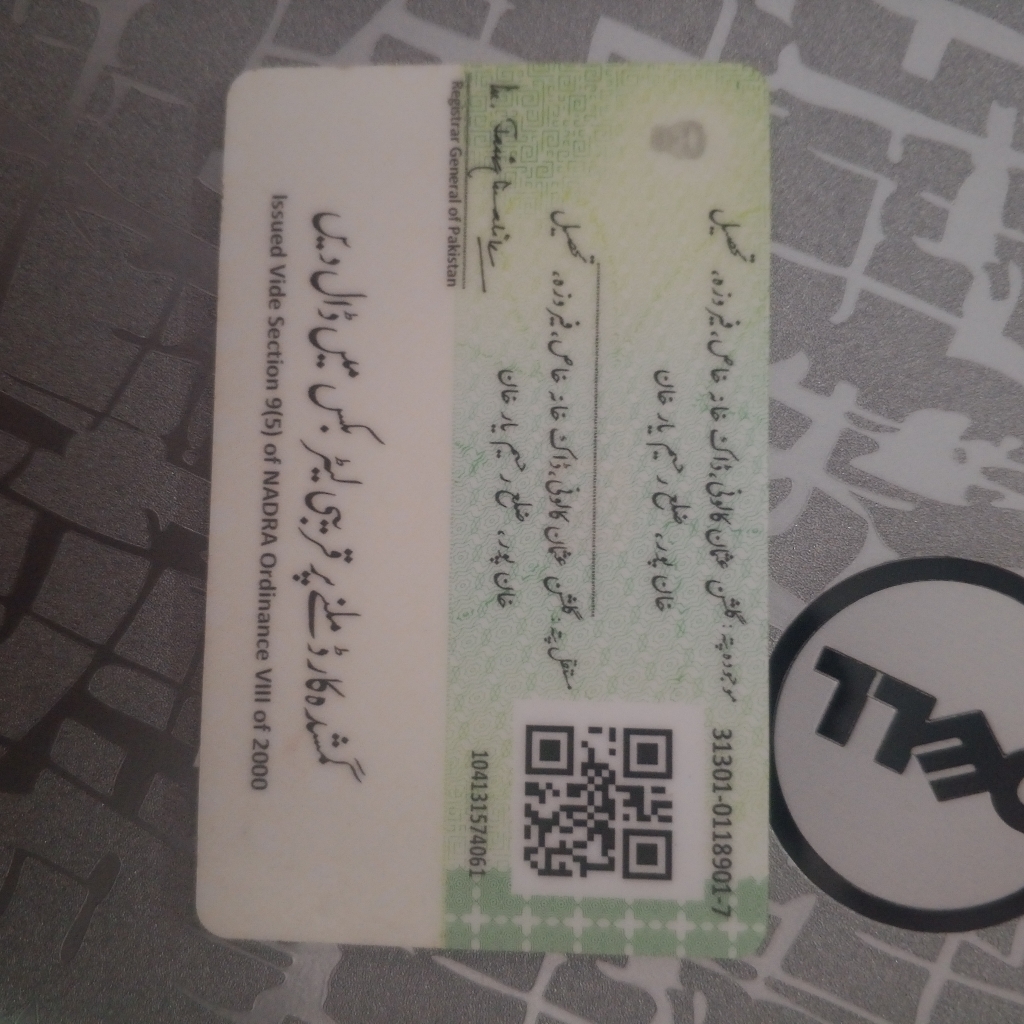 31301-0118901-7
موجودہ پتہ: گلشن عثمان کالونی، ڈاک خانہ خاص، فیروزہ، تحصیل
خان پور، ضلع رحیم یار خان
مستقل پتہ: گلشن عثمان کالونی، ڈاک خانہ خاص، فیروزہ، تحصیل
خان پور، ضلع رحیم یار خان
104131574061
Registrar General of Pakistan
گمشدہ کارڈ ملنے پر قریبی لیٹر بکس میں ڈال دیں
Issued Vide Section 9(5) of NADRA Ordinance VIII of 2000